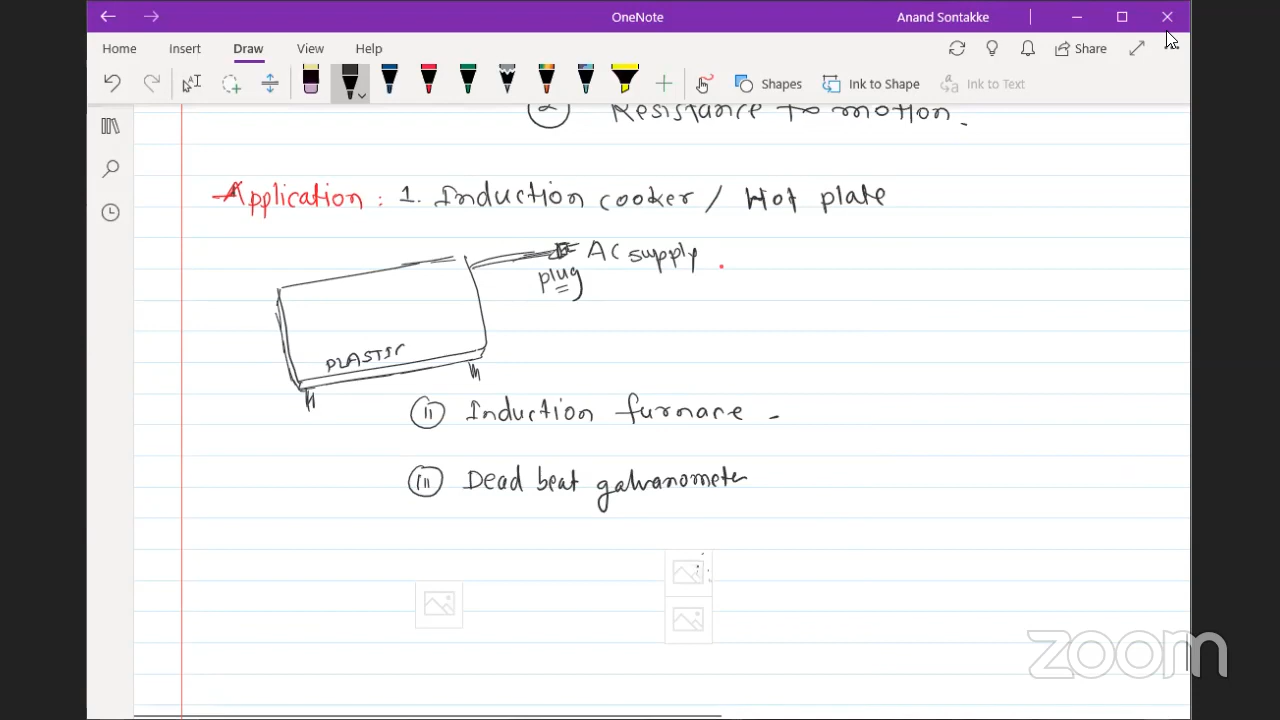 OneNote
Anand Sontakke
Home Insert Draw View Help
Share
Shapes Ink to Shape Ink to Text
② Resistance to motion.
Application : 1. Induction cooker / Hot plate
AC supply
plug
PLASTIC
(ii) Induction furnace -
(iii) Dead beat galvanometer
zoom